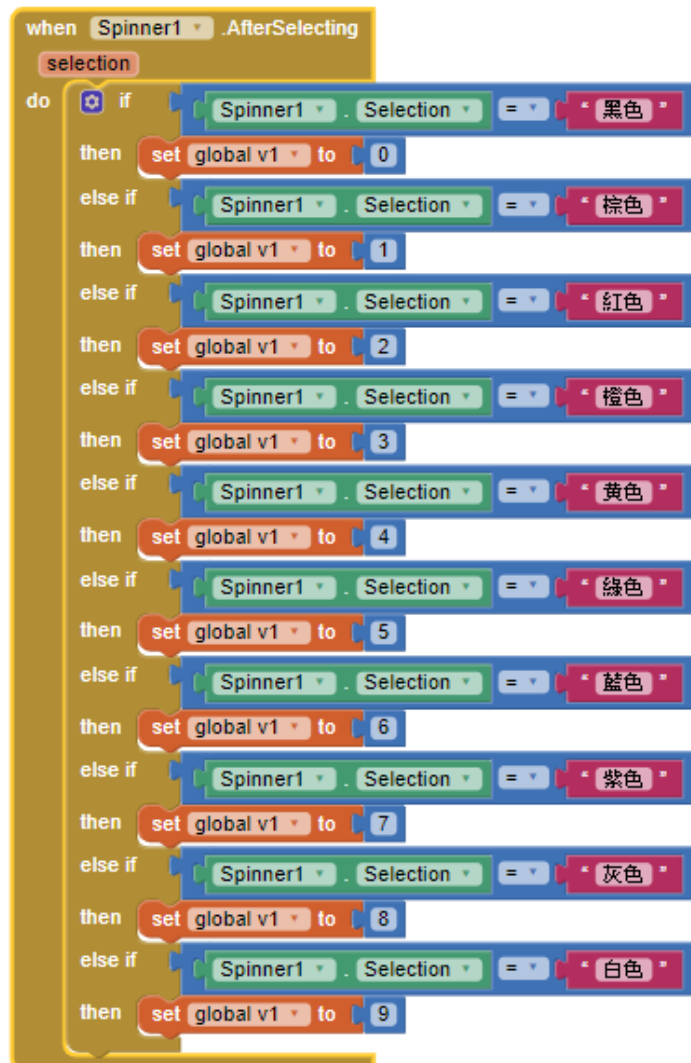 when Spinner1 .AfterSelecting
selection
do if Spinner1 . Selection = “ 黑色 ”
then set global v1 to 0
else if Spinner1 . Selection = “ 棕色 ”
then set global v1 to 1
else if Spinner1 . Selection = “ 紅色 ”
then set global v1 to 2
else if Spinner1 . Selection = “ 橙色 ”
then set global v1 to 3
else if Spinner1 . Selection = “ 黄色 ”
then set global v1 to 4
else if Spinner1 . Selection = “ 綠色 ”
then set global v1 to 5
else if Spinner1 . Selection = “ 藍色 ”
then set global v1 to 6
else if Spinner1 . Selection = “ 紫色 ”
then set global v1 to 7
else if Spinner1 . Selection = “ 灰色 ”
then set global v1 to 8
else if Spinner1 . Selection = “ 白色 ”
then set global v1 to 9